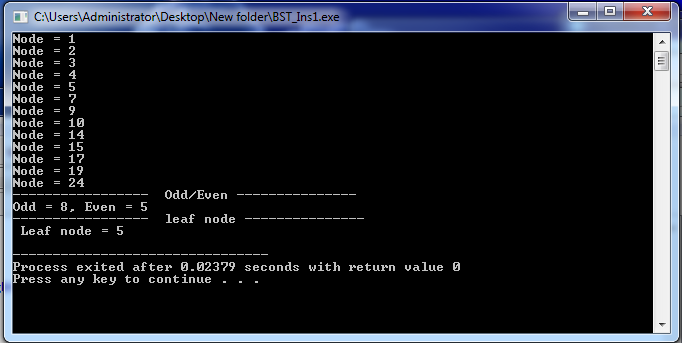 C:\Users\Administrator\Desktop\New folder\BST_Ins1.exe
Node = 1
Node = 2
Node = 3
Node = 4
Node = 5
Node = 7
Node = 9
Node = 10
Node = 14
Node = 15
Node = 17
Node = 19
Node = 24
-----------------  Odd/Even ---------------
Odd = 8, Even = 5
-----------------  leaf node ---------------
 Leaf node = 5
--------------------------------
Process exited after 0.02379 seconds with return value 0
Press any key to continue . . .